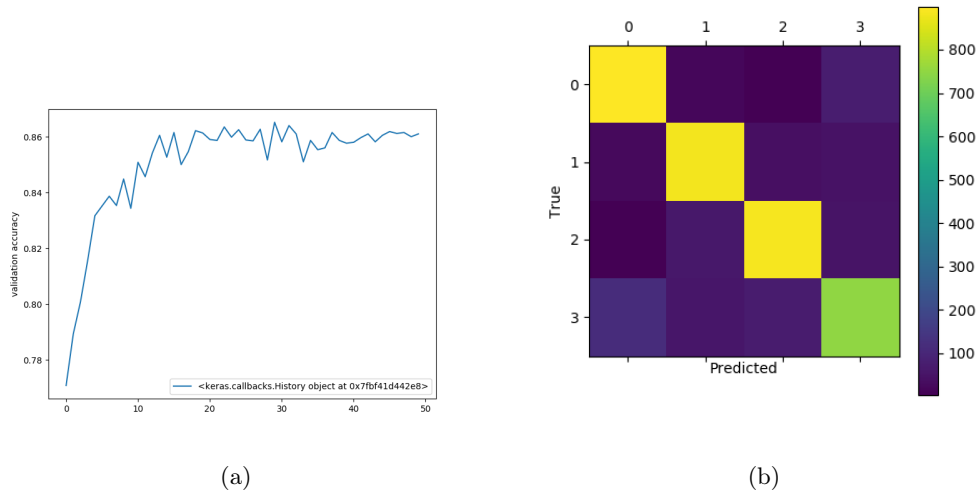 0.86
0.84
0.82
0.80
0.78
validation accuracy
<keras.callbacks.History object at 0x7fbf41d442e8>
0 10 20 30 40 50
(a)
0 1 2 3
0
1
2
3
True
Predicted
800
700
600
500
400
300
200
100
(b)